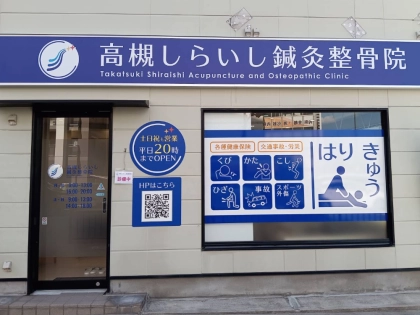 高槻しらいし鍼灸整骨院
Takatsuki Shiraishi Acupuncture and Osteopathic Clinic
土日祝も営業
平日20時
までOPEN
HPはこちら
各種健康保険
交通事故・労災
くび
かた
こし
ひざ
事故
スポーツ
外傷
はり
きゅう